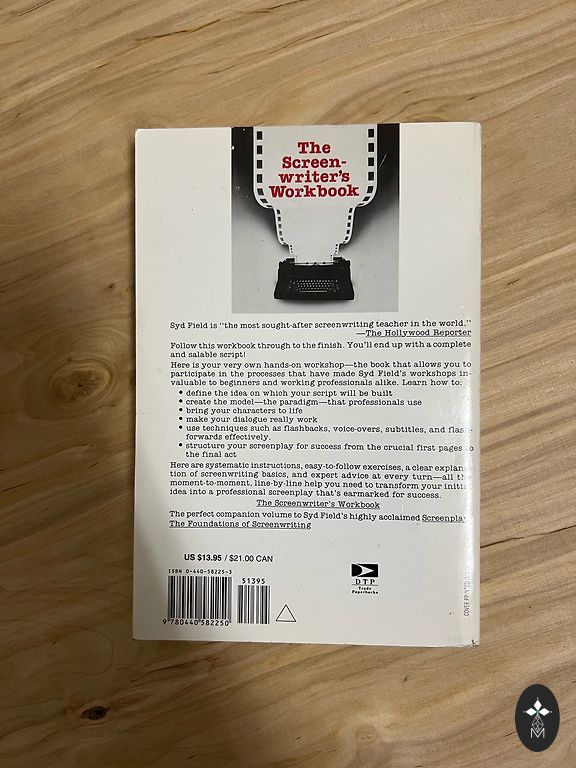 The
Screen-
writer's
Workbook
Syd Field is "the most sought-after screenwriting teacher in the world."
—The Hollywood Reporter
Follow this workbook through to the finish. You'll end up with a complete
and salable script!
Here is your very own hands-on workshop—the book that allows you to
participate in the processes that have made Syd Field's workshops in-
valuable to beginners and working professionals alike. Learn how to:
• define the idea on which your script will be built
• create the model—the paradigm—that professionals use
• bring your characters to life
• make your dialogue really work
• use techniques such as flashbacks, voice-overs, subtitles, and flash-
forwards effectively.
• structure your screenplay for success from the crucial first pages to
the final act
Here are systematic instructions, easy-to-follow exercises, a clear explana-
tion of screenwriting basics, and expert advice at every turn—all the
moment-to-moment, line-by-line help you need to transform your initial
idea into a professional screenplay that's earmarked for success.
The Screenwriter's Workbook
The perfect companion volume to Syd Field's highly acclaimed Screenplay
The Foundations of Screenwriting
US $13.95 / $21.00 CAN
ISBN 0-440-58225-3
51395
9 780440 582250
DTP
Trade
Paperbacks
COVER PRINTED
M